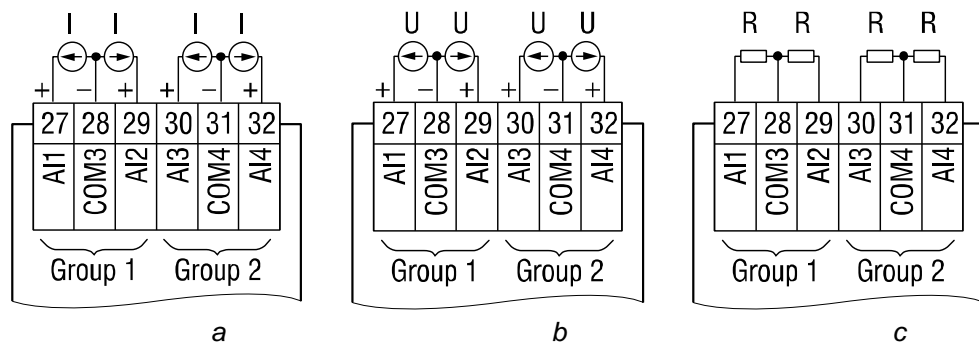 I I I I U U U U R R R R
+ – + + – + + – + + – +
27 28 29 30 31 32 27 28 29 30 31 32 27 28 29 30 31 32
AI1 COM3 AI2 AI3 COM4 AI4 AI1 COM3 AI2 AI3 COM4 AI4 AI1 COM3 AI2 AI3 COM4 AI4
Group 1 Group 2 Group 1 Group 2 Group 1 Group 2
a b c